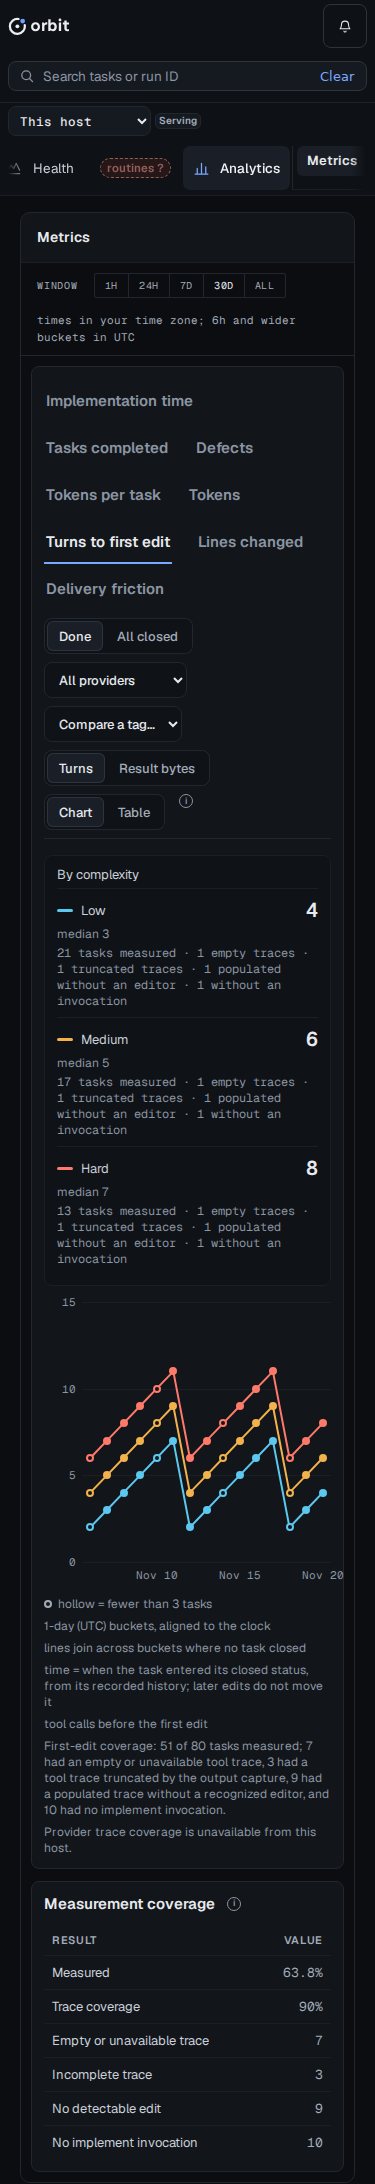 orbit
Search tasks or run ID
Clear
This host
Serving
Health
routines ?
Analytics
Metrics
Metrics
WINDOW
1H
24H
7D
30D
ALL
times in your time zone; 6h and wider
buckets in UTC
Implementation time
Tasks completed
Defects
Tokens per task
Tokens
Turns to first edit
Lines changed
Delivery friction
Done
All closed
All providers
Compare a tag…
Turns
Result bytes
Chart
Table
By complexity
Low
4
median 3
21 tasks measured · 1 empty traces ·
1 truncated traces · 1 populated
without an editor · 1 without an
invocation
Medium
6
median 5
17 tasks measured · 1 empty traces ·
1 truncated traces · 1 populated
without an editor · 1 without an
invocation
Hard
8
median 7
13 tasks measured · 1 empty traces ·
1 truncated traces · 1 populated
without an editor · 1 without an
invocation
15
10
5
0
Nov 10
Nov 15
Nov 20
hollow = fewer than 3 tasks
1-day (UTC) buckets, aligned to the clock
lines join across buckets where no task closed
time = when the task entered its closed status,
from its recorded history; later edits do not move
it
tool calls before the first edit
First-edit coverage: 51 of 80 tasks measured; 7
had an empty or unavailable tool trace, 3 had a
tool trace truncated by the output capture, 9 had
a populated trace without a recognized editor, and
10 had no implement invocation.
Provider trace coverage is unavailable from this
host.
Measurement coverage
RESULT
VALUE
Measured
63.8%
Trace coverage
90%
Empty or unavailable trace
7
Incomplete trace
3
No detectable edit
9
No implement invocation
10